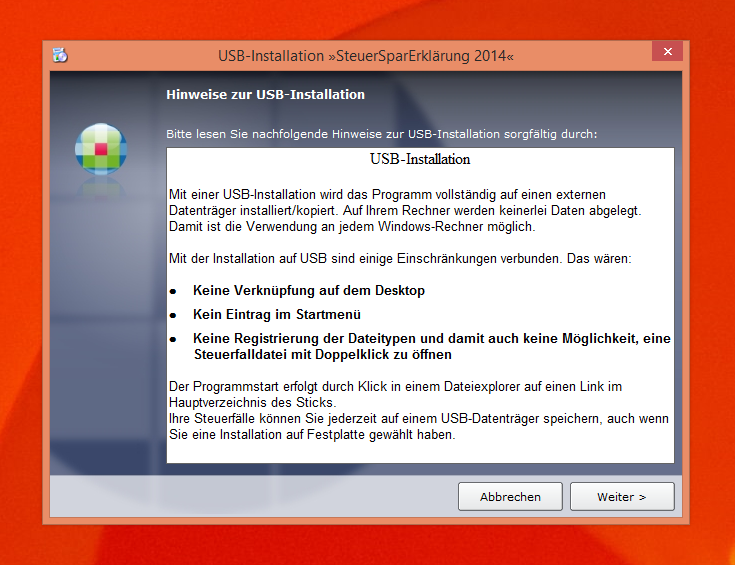 USB-Installation »SteuerSparErklärung 2014«
Hinweise zur USB-Installation
Bitte lesen Sie nachfolgende Hinweise zur USB-Installation sorgfältig durch:
USB-Installation
Mit einer USB-Installation wird das Programm vollständig auf einen externen
Datenträger installiert/kopiert. Auf Ihrem Rechner werden keinerlei Daten abgelegt.
Damit ist die Verwendung an jedem Windows-Rechner möglich.
Mit der Installation auf USB sind einige Einschränkungen verbunden. Das wären:
● Keine Verknüpfung auf dem Desktop
● Kein Eintrag im Startmenü
● Keine Registrierung der Dateitypen und damit auch keine Möglichkeit, eine
Steuerfalldatei mit Doppelklick zu öffnen
Der Programmstart erfolgt durch Klick in einem Dateiexplorer auf einen Link im
Hauptverzeichnis des Sticks.
Ihre Steuerfälle können Sie jederzeit auf einem USB-Datenträger speichern, auch wenn
Sie eine Installation auf Festplatte gewählt haben.
Abbrechen
Weiter >